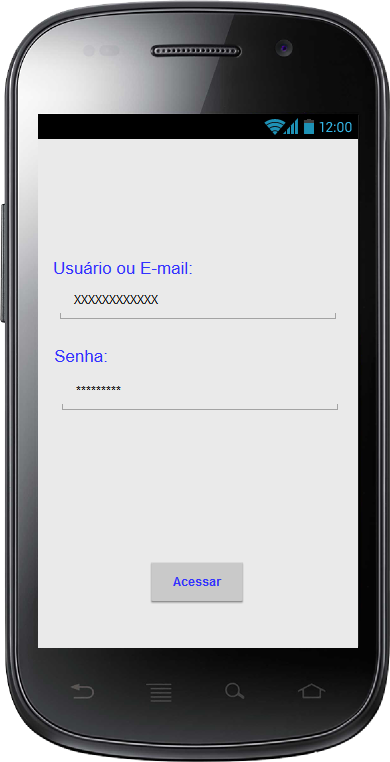 12:00
Usuário ou E-mail:
XXXXXXXXXXXX
Senha:
*********
Acessar